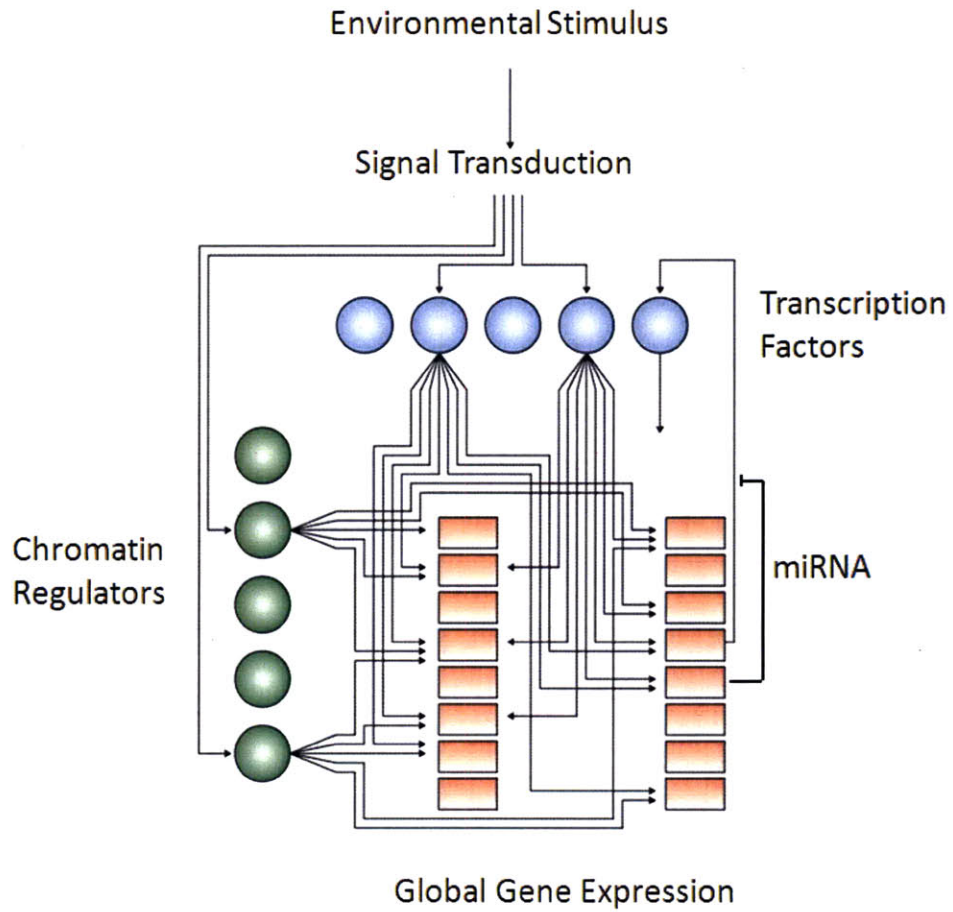 Environmental Stimulus
Signal Transduction
Transcription
Factors
Chromatin
Regulators
miRNA
Global Gene Expression